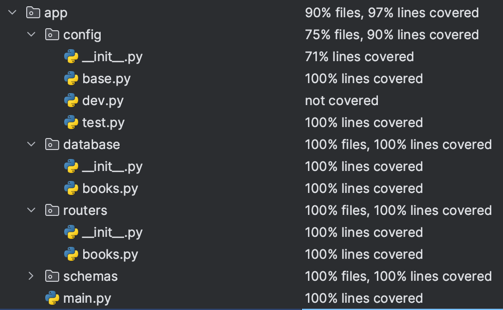 app 90% files, 97% lines covered
config 75% files, 90% lines covered
__init__.py 71% lines covered
base.py 100% lines covered
dev.py not covered
test.py 100% lines covered
database 100% files, 100% lines covered
__init__.py 100% lines covered
books.py 100% lines covered
routers 100% files, 100% lines covered
__init__.py 100% lines covered
books.py 100% lines covered
schemas 100% files, 100% lines covered
main.py 100% lines covered